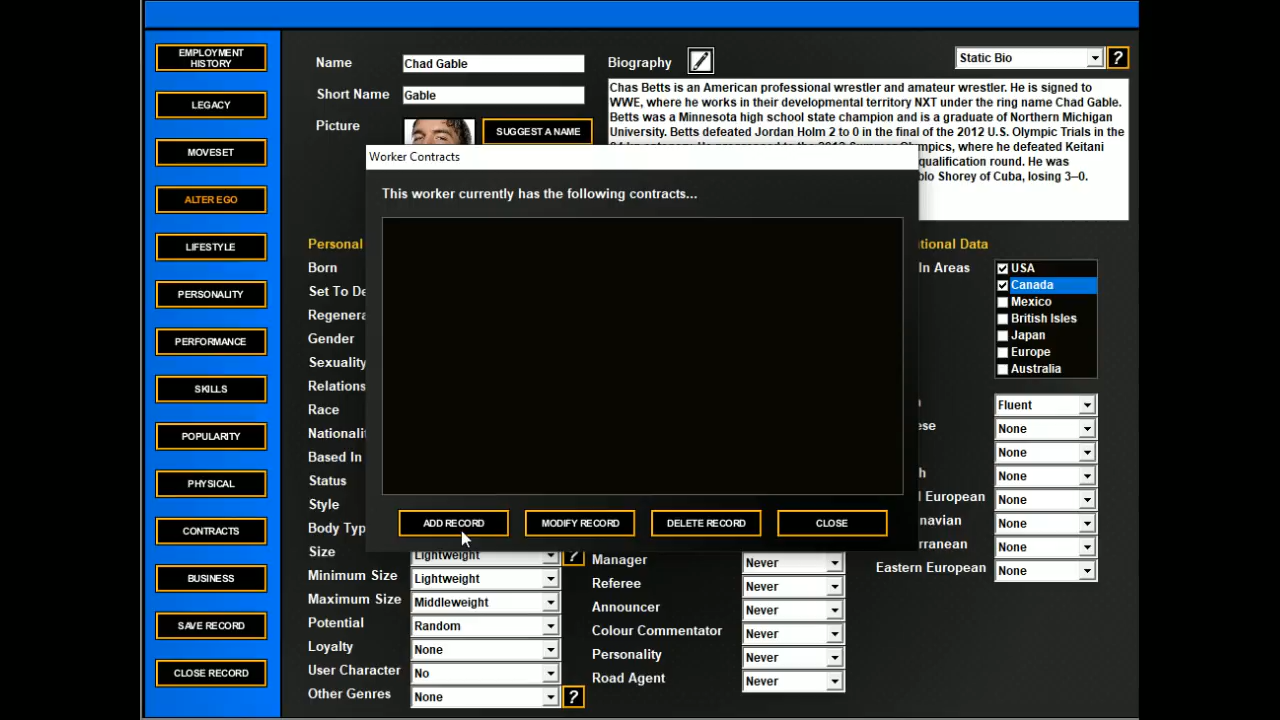 EMPLOYMENT
HISTORY
LEGACY
MOVESET
ALTER EGO
LIFESTYLE
PERSONALITY
PERFORMANCE
SKILLS
POPULARITY
PHYSICAL
CONTRACTS
BUSINESS
SAVE RECORD
CLOSE RECORD
Name Chad Gable
Short Name Gable
Picture SUGGEST A NAME
Biography
Static Bio ?
Chas Betts is an American professional wrestler and amateur wrestler. He is signed to
WWE, where he works in their developmental territory NXT under the ring name Chad Gable.
Betts was a Minnesota high school state champion and is a graduate of Northern Michigan
University. Betts defeated Jordan Holm 2 to 0 in the final of the 2012 U.S. Olympic Trials in the
where he defeated Keitani
qualification round. He was
Shorey of Cuba, losing 3–0.
Worker Contracts
This worker currently has the following contracts...
ADD RECORD
MODIFY RECORD
DELETE RECORD
CLOSE
Personal
Born
Set To De
Regenera
Gender
Sexuality
Relations
Race
Nationalit
Based In
Status
Style
Body Typ
Size Lightweight ?
Minimum Size Lightweight
Maximum Size Middleweight
Potential Random
Loyalty None
User Character No
Other Genres None ?
Manager Never
Referee Never
Announcer Never
Colour Commentator Never
Personality Never
Road Agent Never
tional Data
In Areas
USA
Canada
Mexico
British Isles
Japan
Europe
Australia
Fluent
ese None
None
h None
l European None
navian None
rranean None
Eastern European None